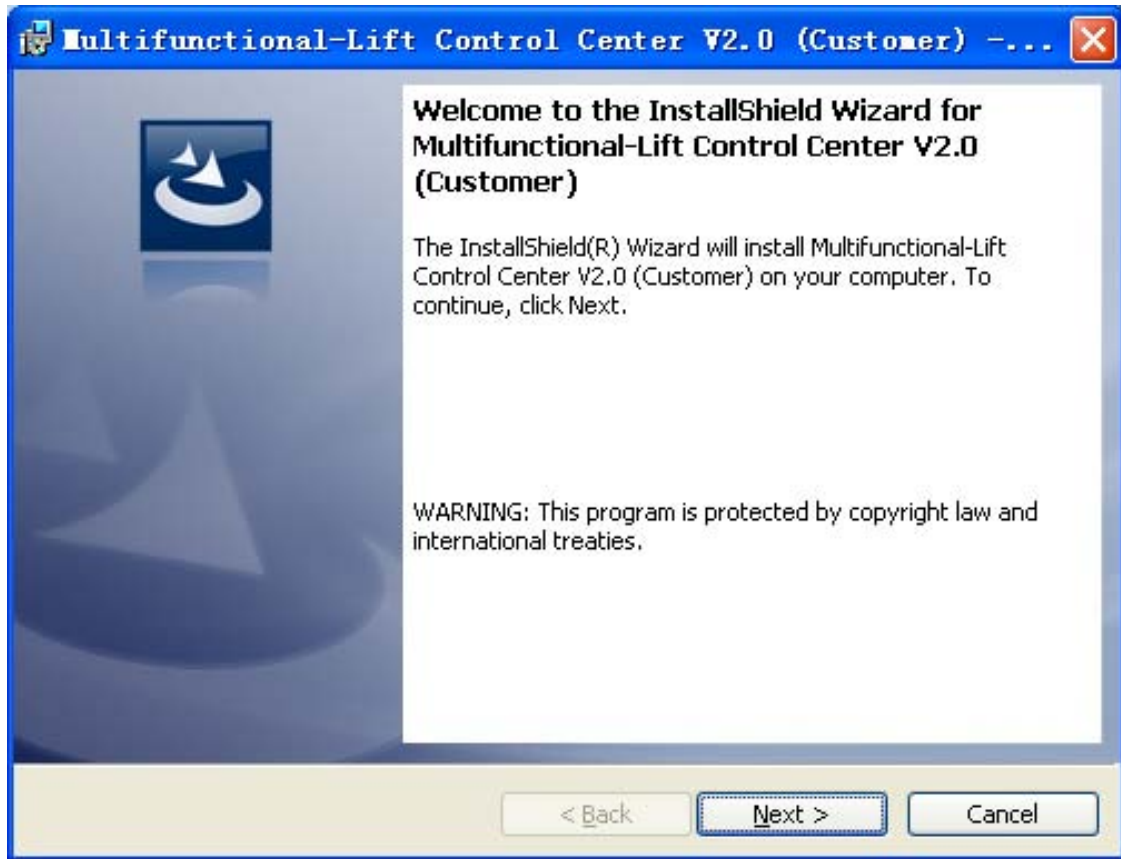 Multifunctional-Lift Control Center V2.0 (Customer) -...
Welcome to the InstallShield Wizard for
Multifunctional-Lift Control Center V2.0
(Customer)
The InstallShield(R) Wizard will install Multifunctional-Lift
Control Center V2.0 (Customer) on your computer. To
continue, click Next.
WARNING: This program is protected by copyright law and
international treaties.
< Back
Next >
Cancel